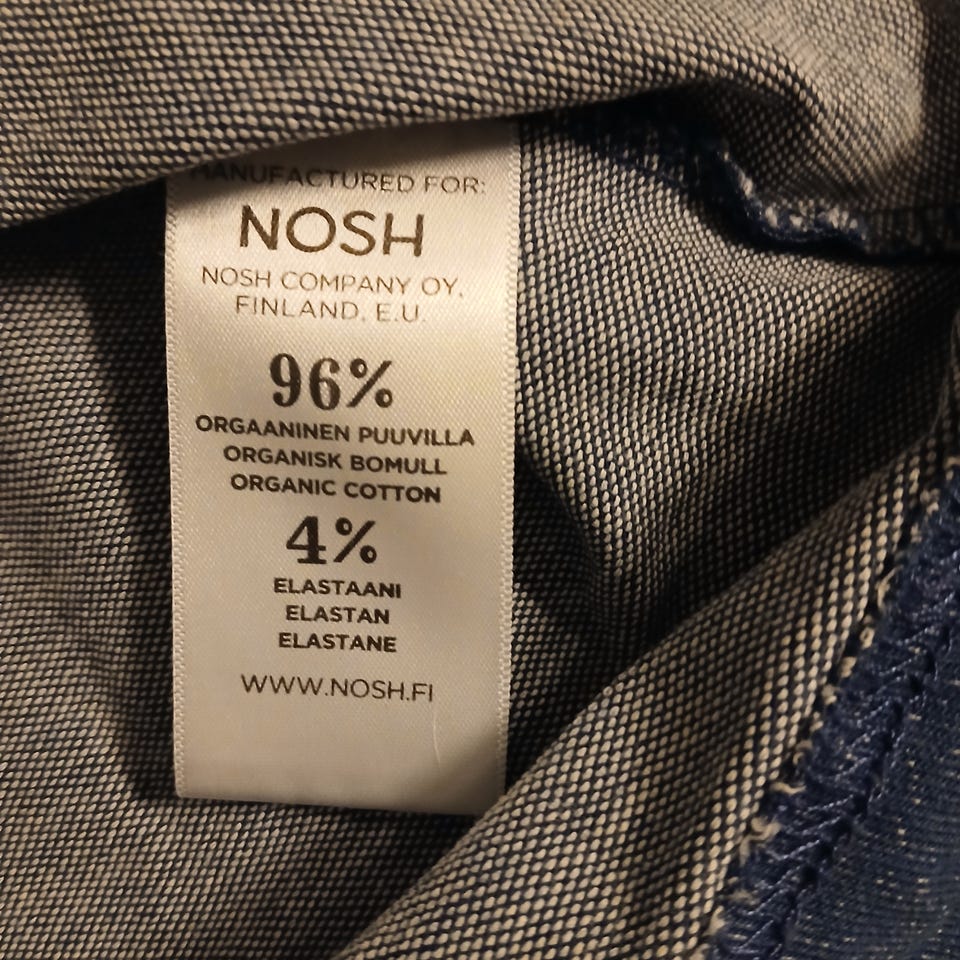 MANUFACTURED FOR:
NOSH
NOSH COMPANY OY,
FINLAND, E.U.
96%
ORGAANINEN PUUVILLA
ORGANISK BOMULL
ORGANIC COTTON
4%
ELASTAANI
ELASTAN
ELASTANE
WWW.NOSH.FI